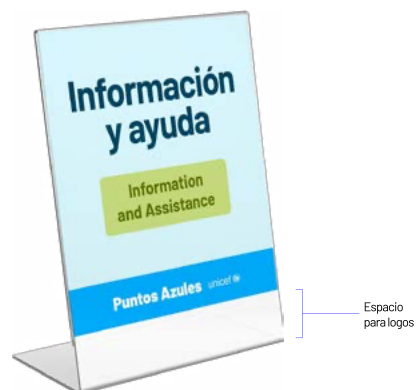 Información
y ayuda
Information
and Assistance
Puntos Azules unicef
Espacio
para logos